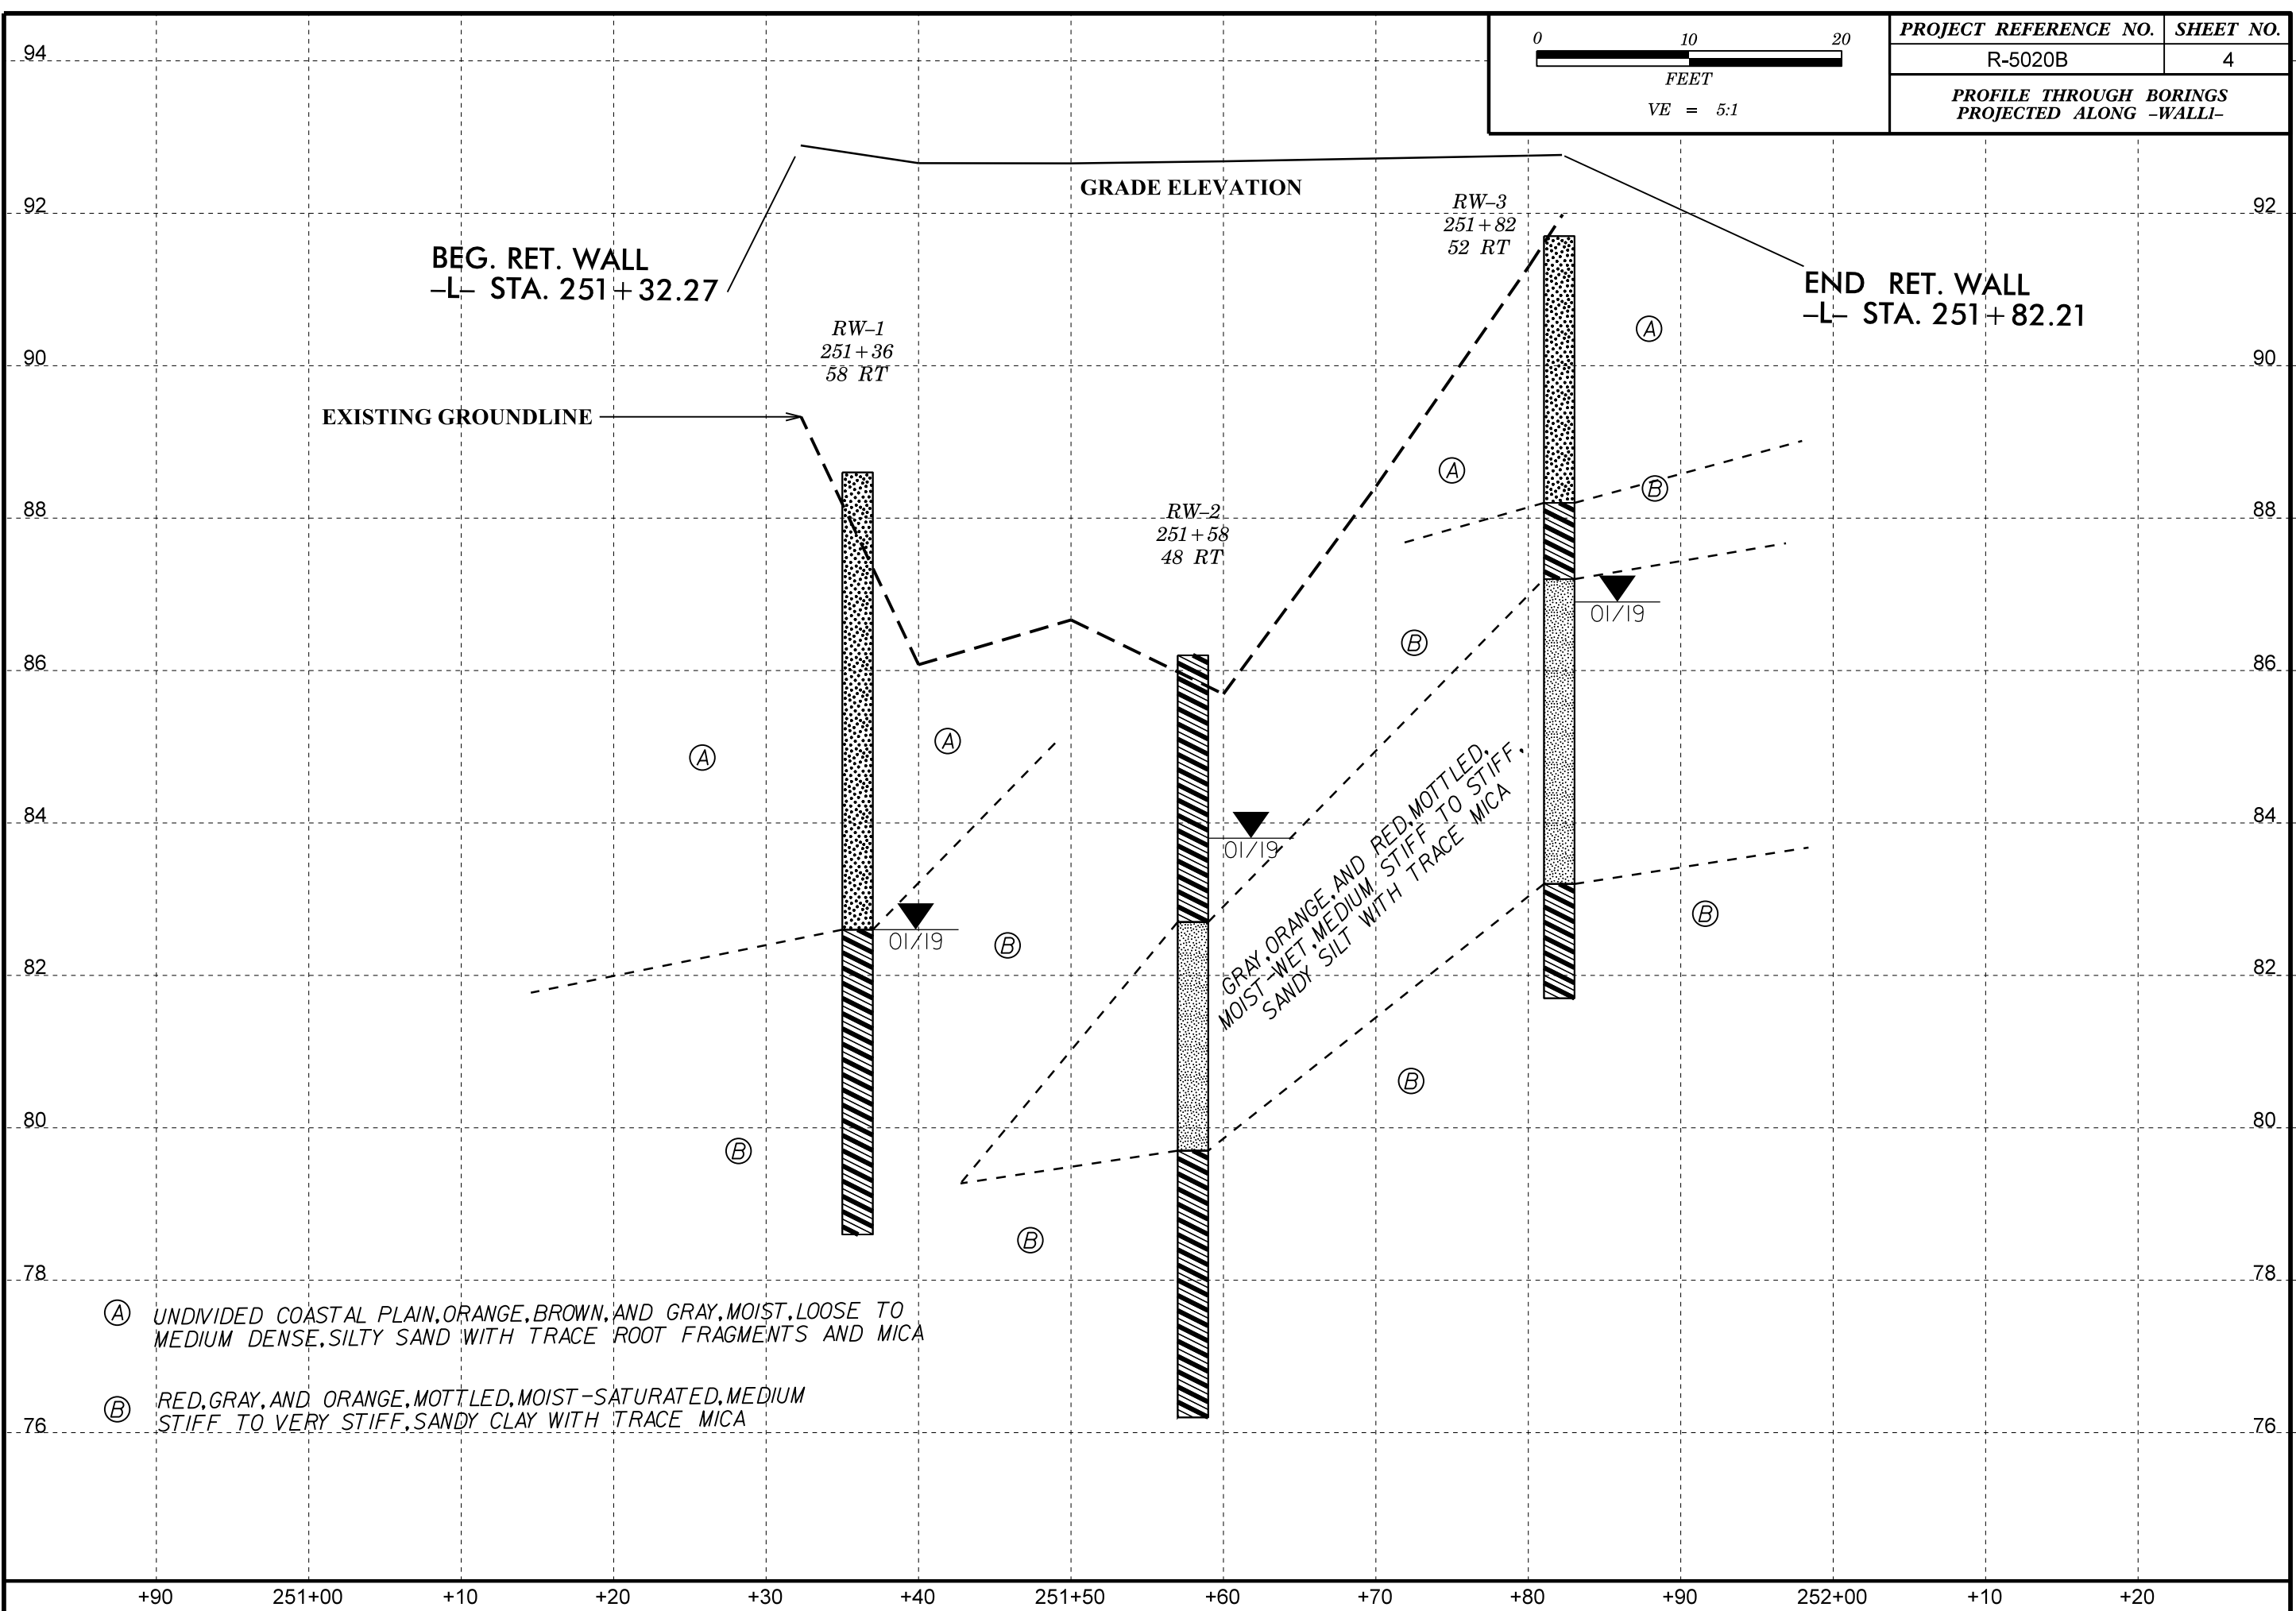 0 10 20
FEET
VE = 5:1
PROJECT REFERENCE NO. SHEET NO.
R-5020B 4
PROFILE THROUGH BORINGS
PROJECTED ALONG -WALL1-
94
92 92
90 90
88 88
86 86
84 84
82 82
80 80
78 78
76 76
GRADE ELEVATION
BEG. RET. WALL
-L- STA. 251+32.27
END RET. WALL
-L- STA. 251+82.21
EXISTING GROUNDLINE
RW-1
251+36
58 RT
RW-2
251+58
48 RT
RW-3
251+82
52 RT
A
A
B
A
B
A
B
B
B
B
B
01/19
01/19
01/19
GRAY,ORANGE,AND RED,MOTTLED,
MOIST-WET,MEDIUM STIFF TO STIFF,
SANDY SILT WITH TRACE MICA
A UNDIVIDED COASTAL PLAIN,ORANGE,BROWN,AND GRAY,MOIST,LOOSE TO
MEDIUM DENSE,SILTY SAND WITH TRACE ROOT FRAGMENTS AND MICA
B RED,GRAY,AND ORANGE,MOTTLED,MOIST-SATURATED,MEDIUM
STIFF TO VERY STIFF,SANDY CLAY WITH TRACE MICA
+90 251+00 +10 +20 +30 +40 251+50 +60 +70 +80 +90 252+00 +10 +20